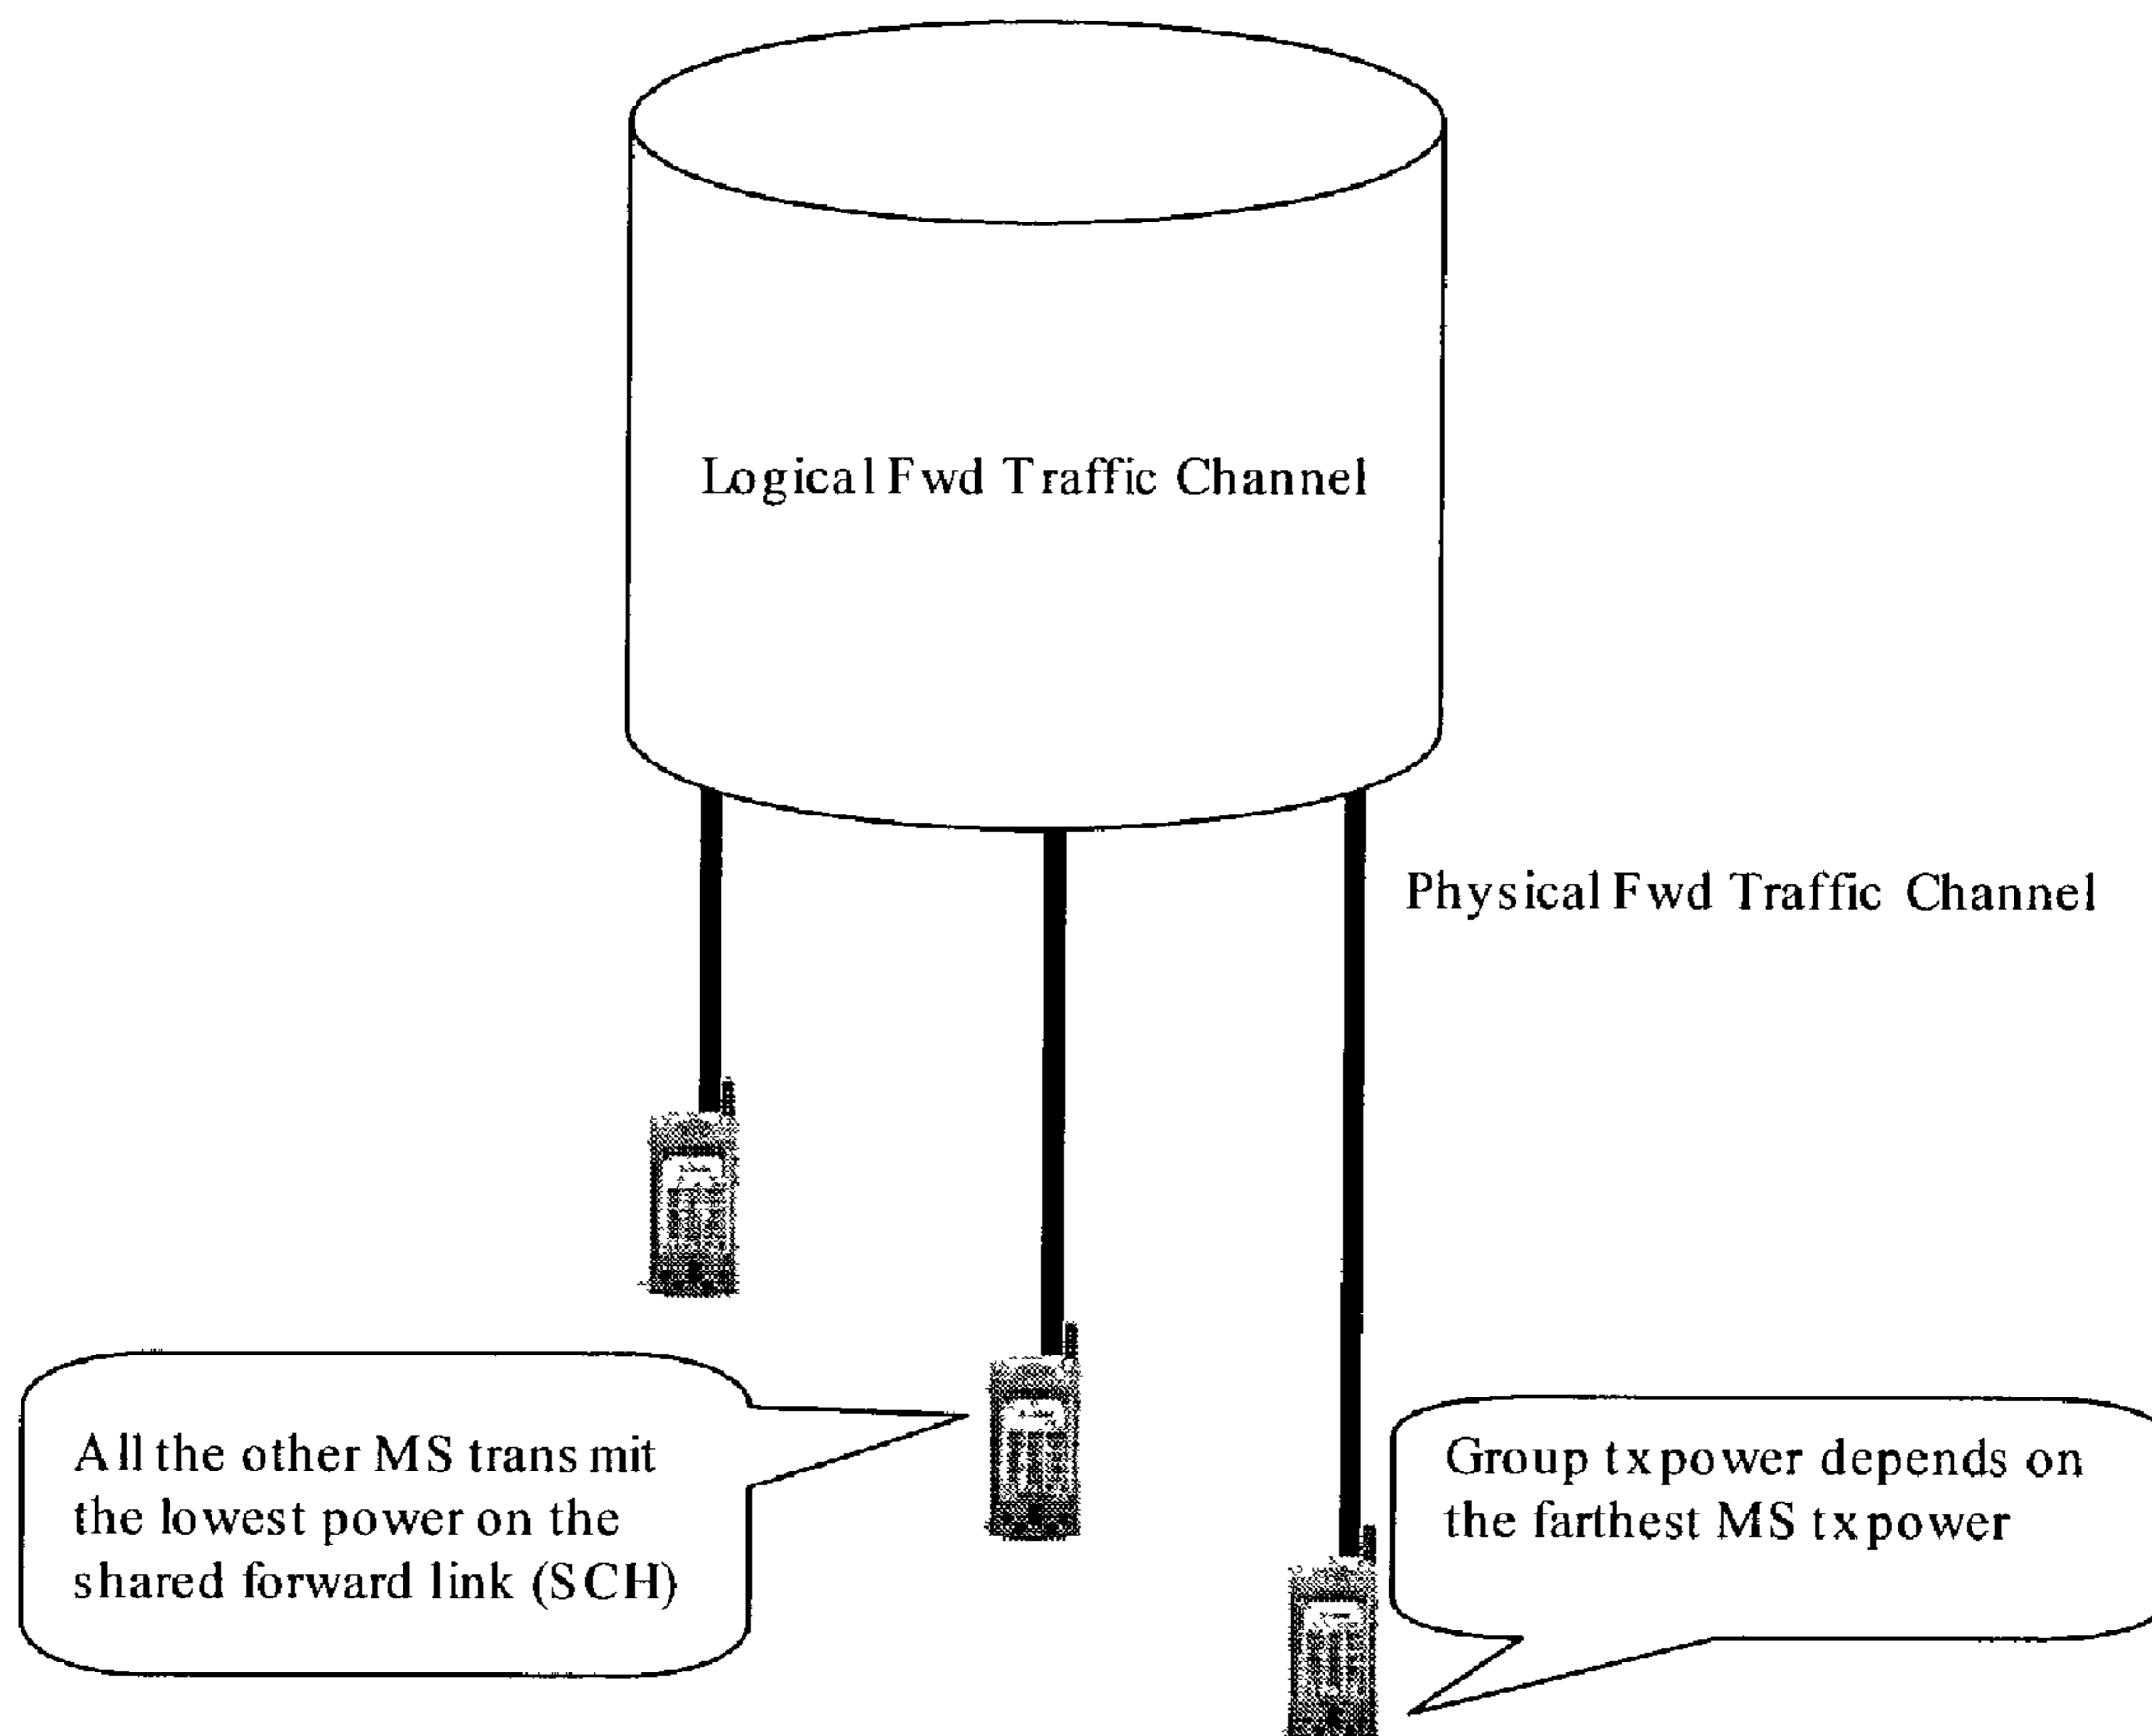 Logical Fwd Traffic Channel
Physical Fwd Traffic Channel
All the other MS transmit
the lowest power on the
shared forward link (SCH)
Group txpower depends on
the farthest MS txpower